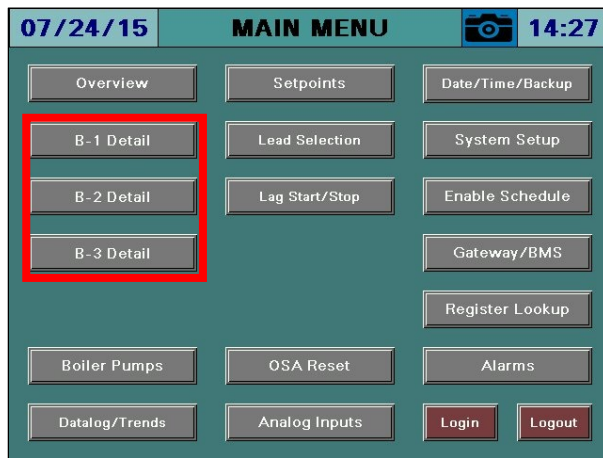 07/24/15 MAIN MENU 14:27
Overview Setpoints Date/Time/Backup
B-1 Detail Lead Selection System Setup
B-2 Detail Lag Start/Stop Enable Schedule
B-3 Detail Gateway/BMS
Register Lookup
Boiler Pumps OSA Reset Alarms
Datalog/Trends Analog Inputs Login Logout